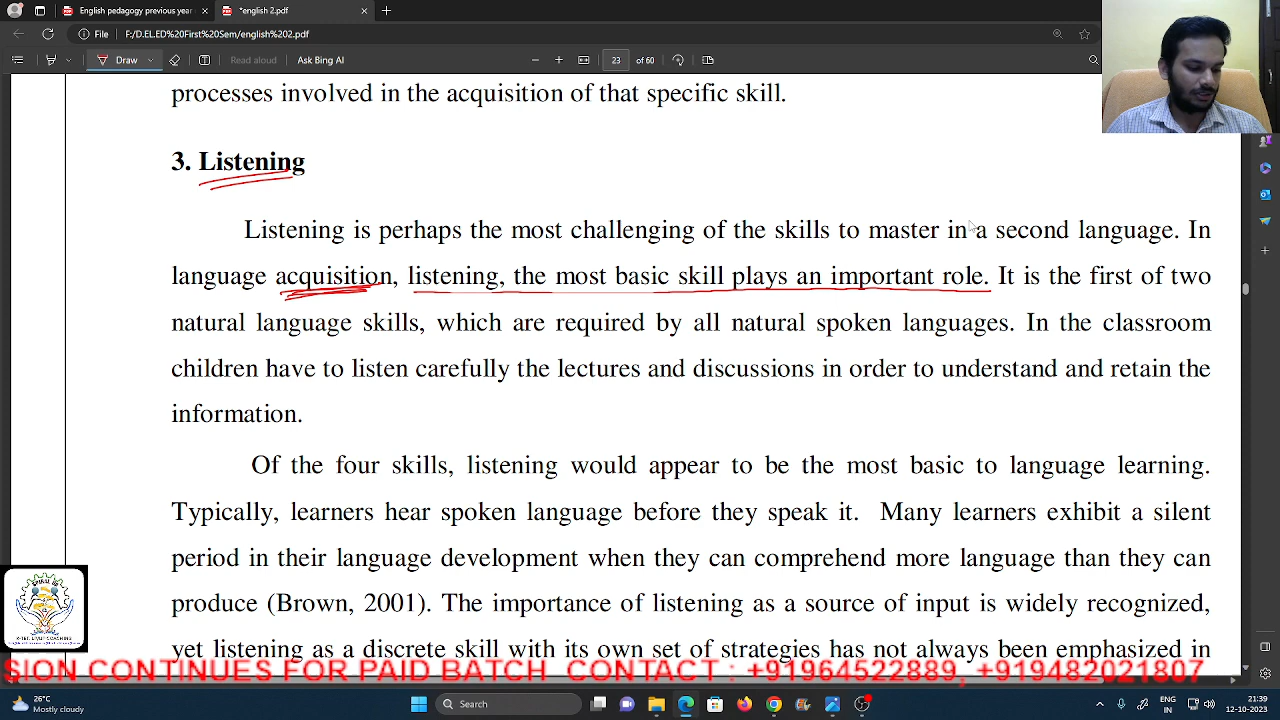 English pedagogy previous year
*english 2.pdf
File F:/D.EL.ED%20First%20Sem/english%202.pdf
Draw Read aloud Ask Bing AI 23 of 60
processes involved in the acquisition of that specific skill.
3. Listening
Listening is perhaps the most challenging of the skills to master in a second language. In
language acquisition, listening, the most basic skill plays an important role. It is the first of two
natural language skills, which are required by all natural spoken languages. In the classroom
children have to listen carefully the lectures and discussions in order to understand and retain the
information.
Of the four skills, listening would appear to be the most basic to language learning.
Typically, learners hear spoken language before they speak it. Many learners exhibit a silent
period in their language development when they can comprehend more language than they can
produce (Brown, 2001). The importance of listening as a source of input is widely recognized,
yet listening as a discrete skill with its own set of strategies has not always been emphasized in
SION CONTINUES FOR PAID BATCH CONTACT : +91964522889, +919482021807
26°C
Mostly cloudy
Search
ENG
IN
21:39
12-10-2023